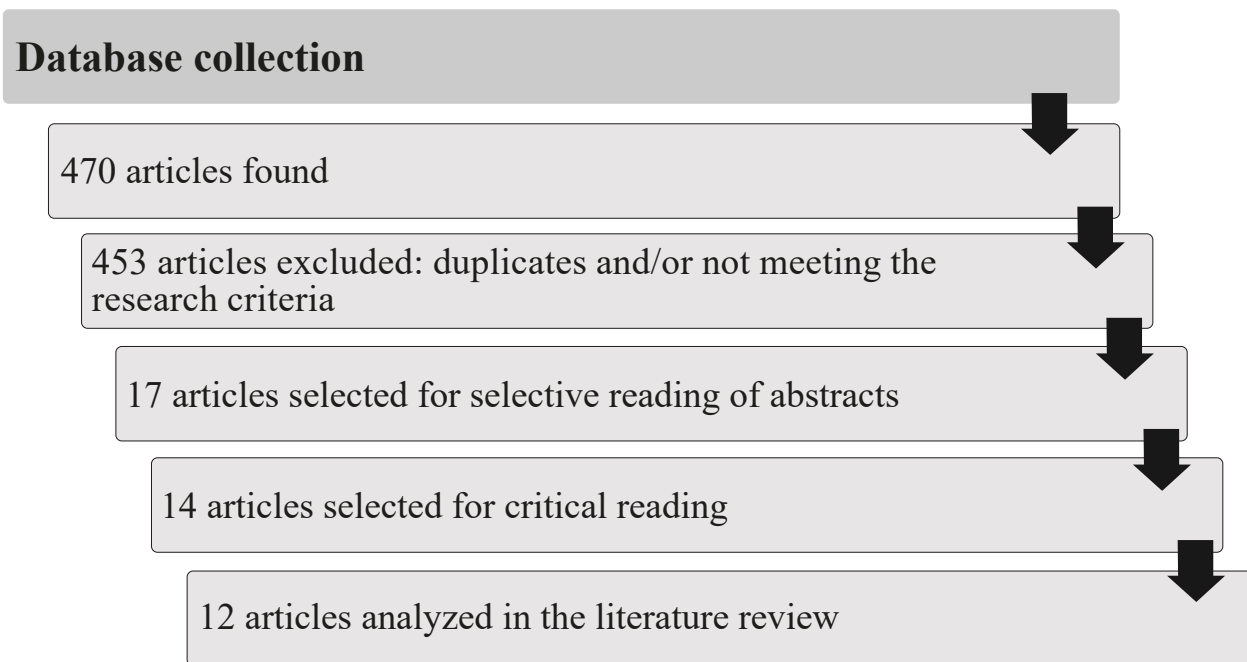 Database collection
470 articles found
453 articles excluded: duplicates and/or not meeting the
research criteria
17 articles selected for selective reading of abstracts
14 articles selected for critical reading
12 articles analyzed in the literature review